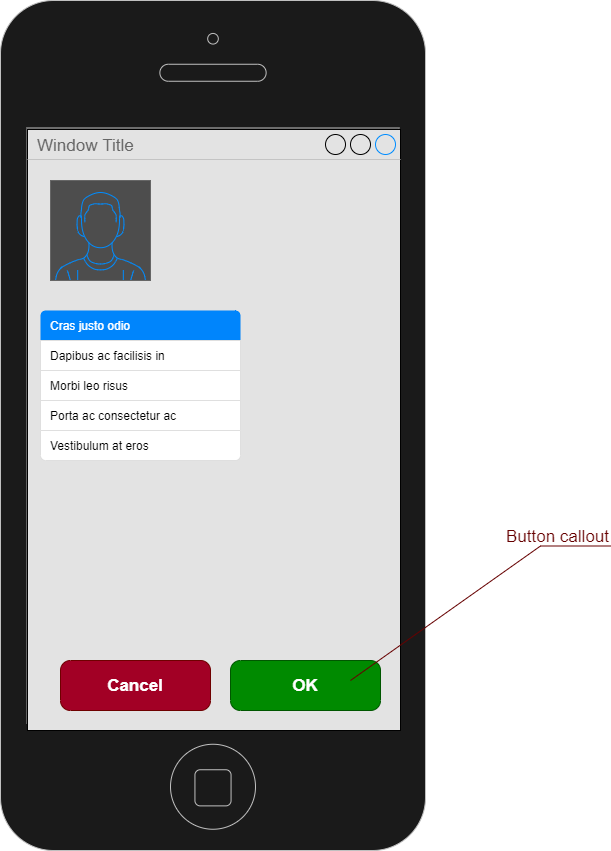 Window Title
Cras justo odio
Dapibus ac facilisis in
Morbi leo risus
Porta ac consectetur ac
Vestibulum at eros
Button callout
Cancel
OK